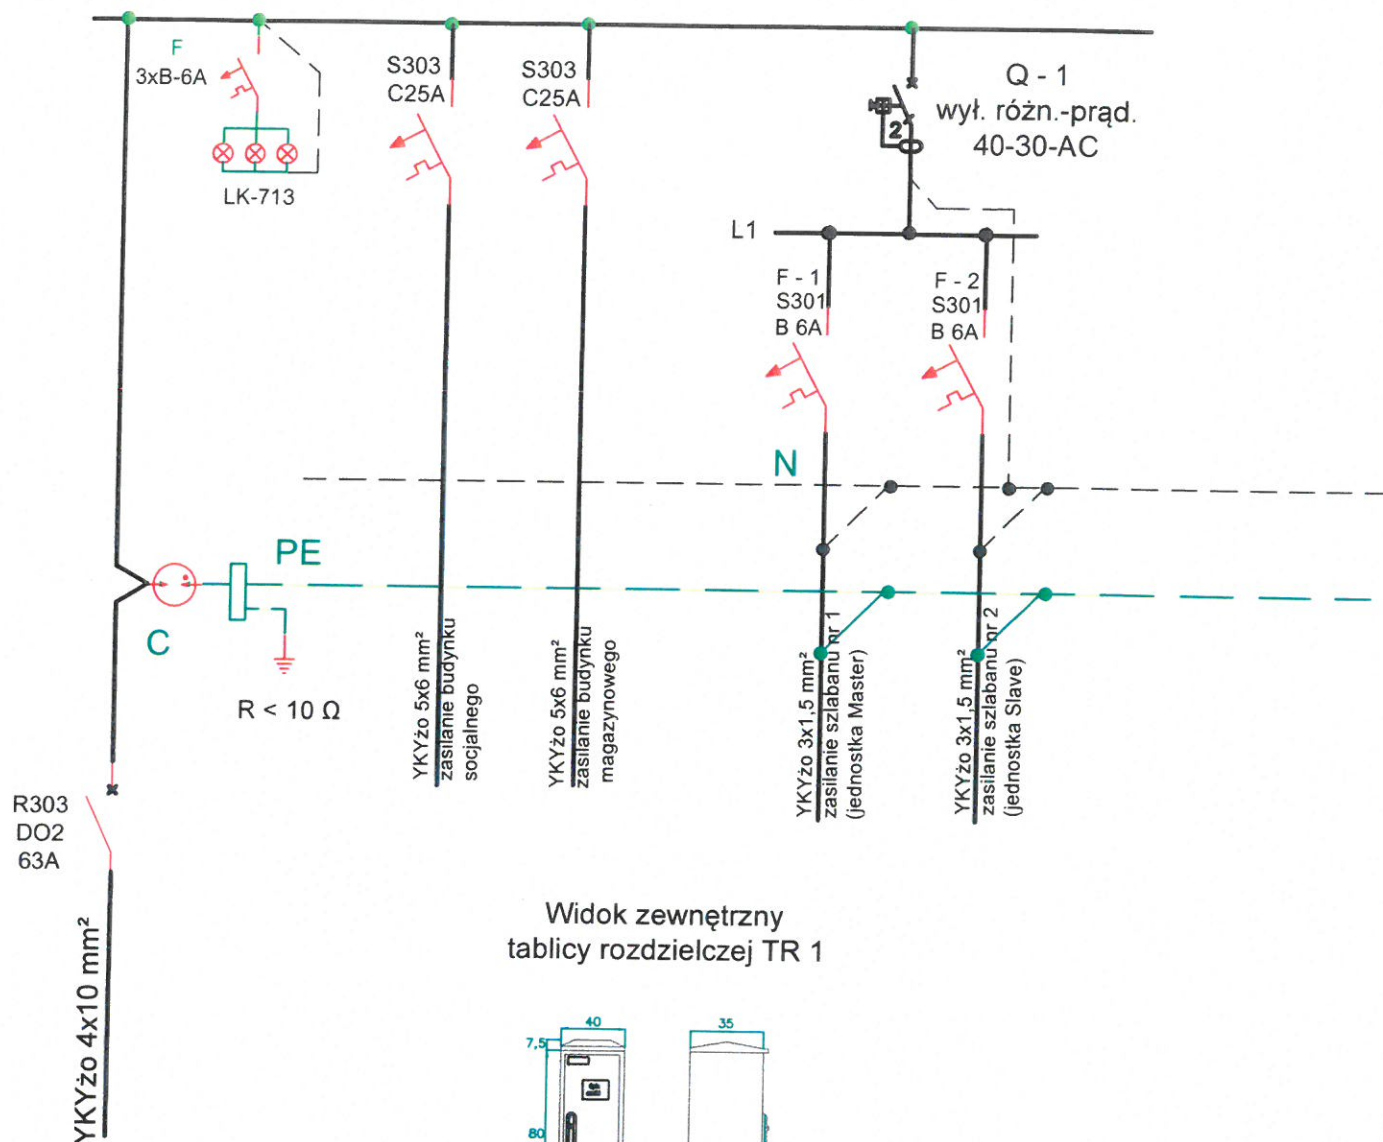 F
3xB-6A
LK-713
S303
C25A
S303
C25A
Q - 1
wył. różn.-prąd.
40-30-AC
2
L1
F - 1
S301
B 6A
F - 2
S301
B 6A
N
PE
C
R < 10 Ω
YKYżo 5x6 mm²
zasilanie budynku
socjalnego
YKYżo 5x6 mm²
zasilanie budynku
magazynowego
YKYżo 3x1,5 mm²
zasilanie szlabanu nr 1
(jednostka Master)
YKYżo 3x1,5 mm²
zasilanie szlabanu nr 2
(jednostka Slave)
R303
DO2
63A
YKYżo 4x10 mm²
Widok zewnętrzny
tablicy rozdzielczej TR 1
40
35
7,5
80